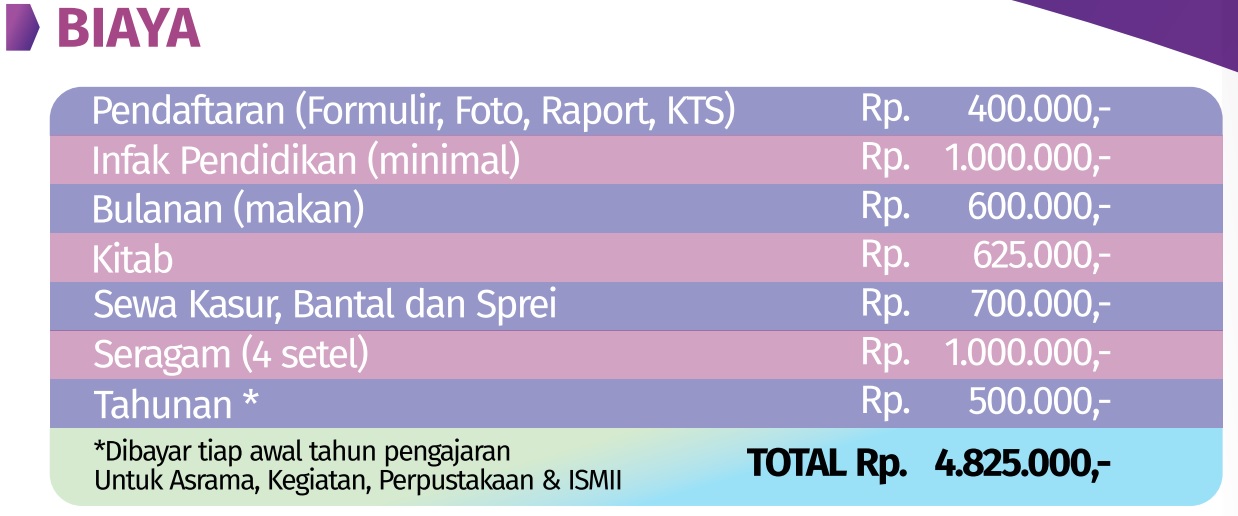 BIAYA
Pendaftaran (Formulir, Foto, Raport, KTS) Rp. 400.000,-
Infak Pendidikan (minimal) Rp. 1.000.000,-
Bulanan (makan) Rp. 600.000,-
Kitab Rp. 625.000,-
Sewa Kasur, Bantal dan Sprei Rp. 700.000,-
Seragam (4 setel) Rp. 1.000.000,-
Tahunan * Rp. 500.000,-
*Dibayar tiap awal tahun pengajaran
Untuk Asrama, Kegiatan, Perpustakaan & ISMII
TOTAL Rp. 4.825.000,-